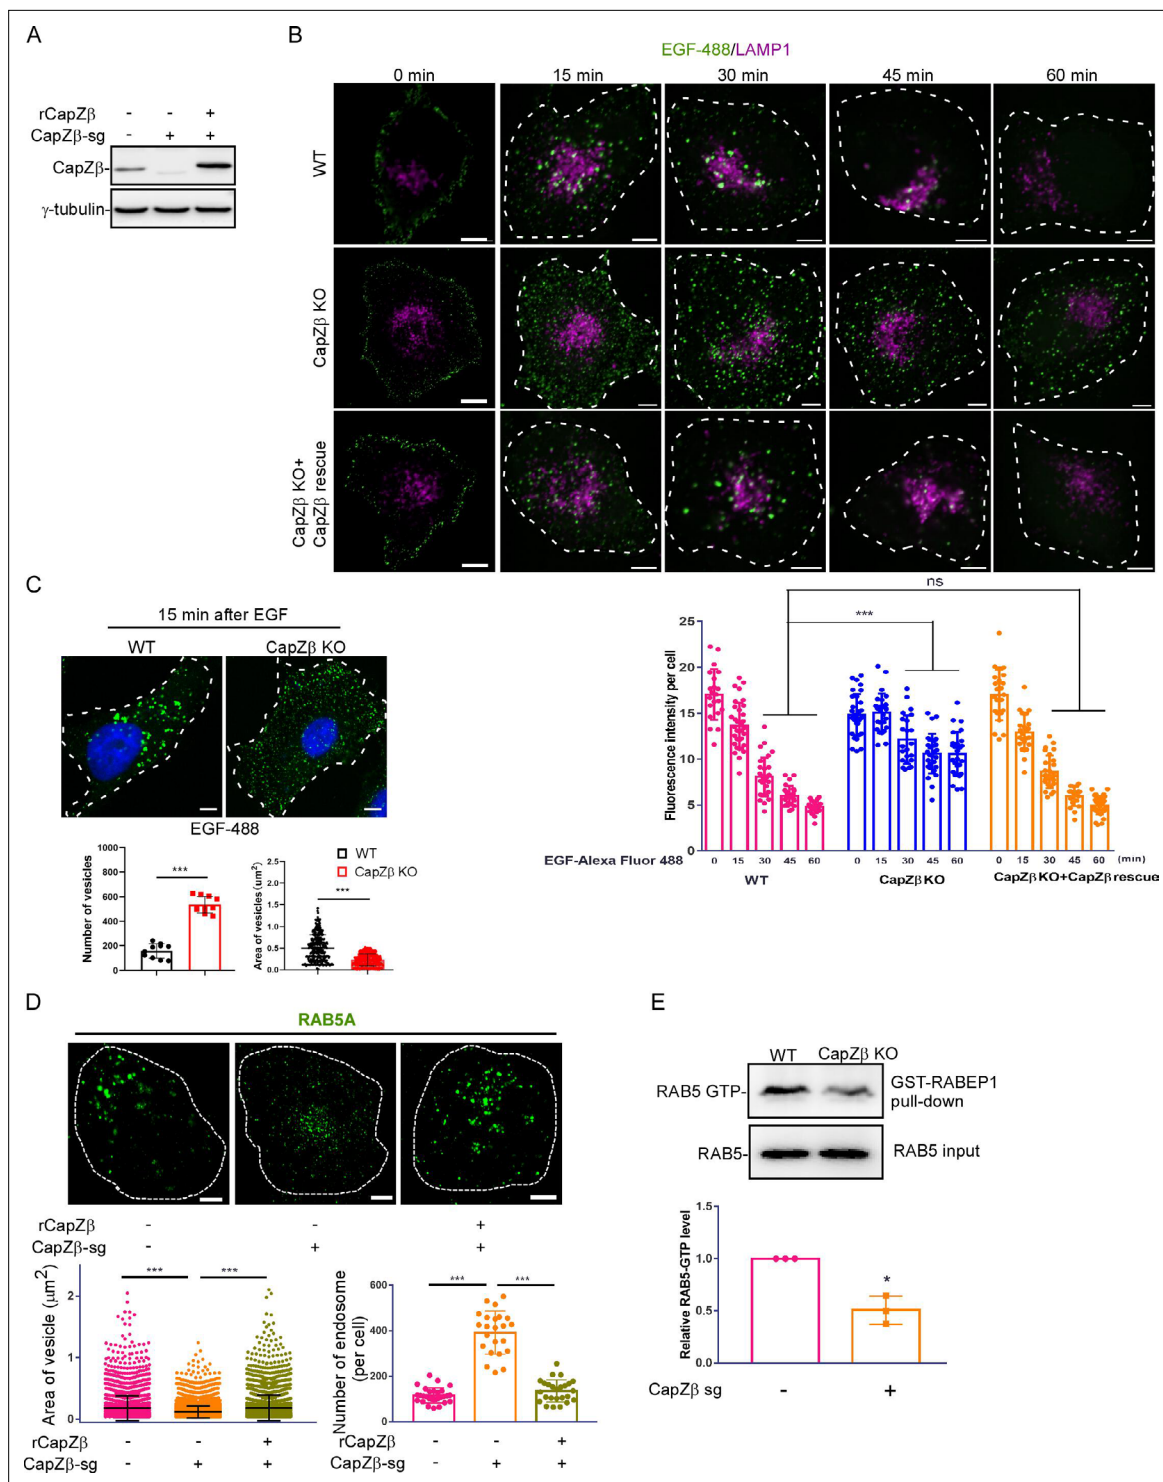 A
rCapZβ - - +
CapZβ-sg - + +
CapZβ-
γ-tubulin-
B
EGF-488/LAMP1
0 min 15 min 30 min 45 min 60 min
WT
CapZβ KO
CapZβ KO+
CapZβ rescue
C
15 min after EGF
WT CapZβ KO
EGF-488
Number of vesicles
1000
800
600
400
200
0
***
Area of vesicles (um²)
2.5
2.0
1.5
1.0
0.5
0.0
***
WT
CapZβ KO
ns
***
Fluorescence intensity per cell
25
20
15
10
5
0
EGF-Alexa Fluor 488 0 15 30 45 60 0 15 30 45 60 0 15 30 45 60 (min)
WT CapZβ KO CapZβ KO+CapZβ rescue
D
RAB5A
rCapZβ - - +
CapZβ-sg - + +
Area of vesicle (μm²)
2
1
0
*** ***
rCapZβ - - +
CapZβ-sg - + +
Number of endosome
(per cell)
600
400
200
0
*** ***
rCapZβ - - +
CapZβ-sg - + +
E
WT CapZβ KO
RAB5 GTP-
GST-RABEP1
pull-down
RAB5-
RAB5 input
Relative RAB5-GTP level
1.5
1.0
0.5
0.0
*
CapZβ sg - +